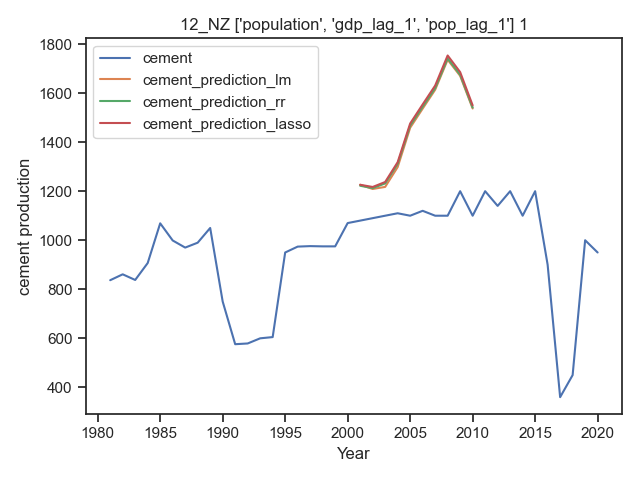 12_NZ ['population', 'gdp_lag_1', 'pop_lag_1'] 1
cement
cement_prediction_lm
cement_prediction_rr
cement_prediction_lasso
cement production
1800
1600
1400
1200
1000
800
600
400
1980 1985 1990 1995 2000 2005 2010 2015 2020
Year